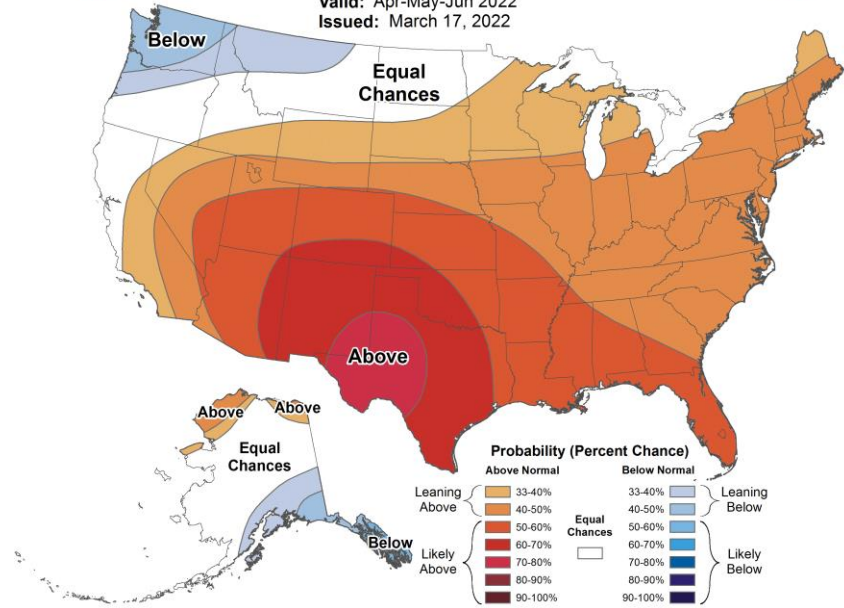 Valid: Apr-May-Jun 2022
Issued: March 17, 2022
Below
Equal
Chances
Above
Above
Above
Equal
Chances
Below
Probability (Percent Chance)
Above Normal
Below Normal
Leaning
Above
33-40%
40-50%
Likely
Above
50-60%
60-70%
70-80%
80-90%
90-100%
Equal
Chances
33-40%
40-50%
Leaning
Below
50-60%
60-70%
70-80%
80-90%
90-100%
Likely
Below